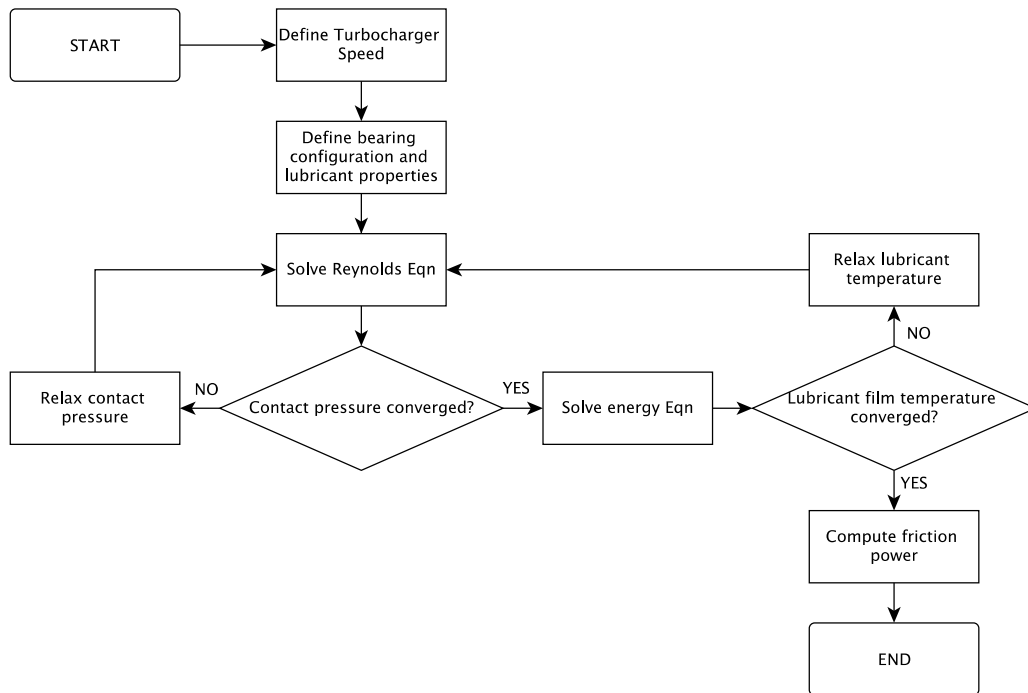 START
Define Turbocharger
Speed
Define bearing
configuration and
lubricant properties
Solve Reynolds Eqn
Relax lubricant
temperature
NO
Relax contact
pressure
NO
Contact pressure converged?
YES
Solve energy Eqn
Lubricant film temperature
converged?
YES
Compute friction
power
END